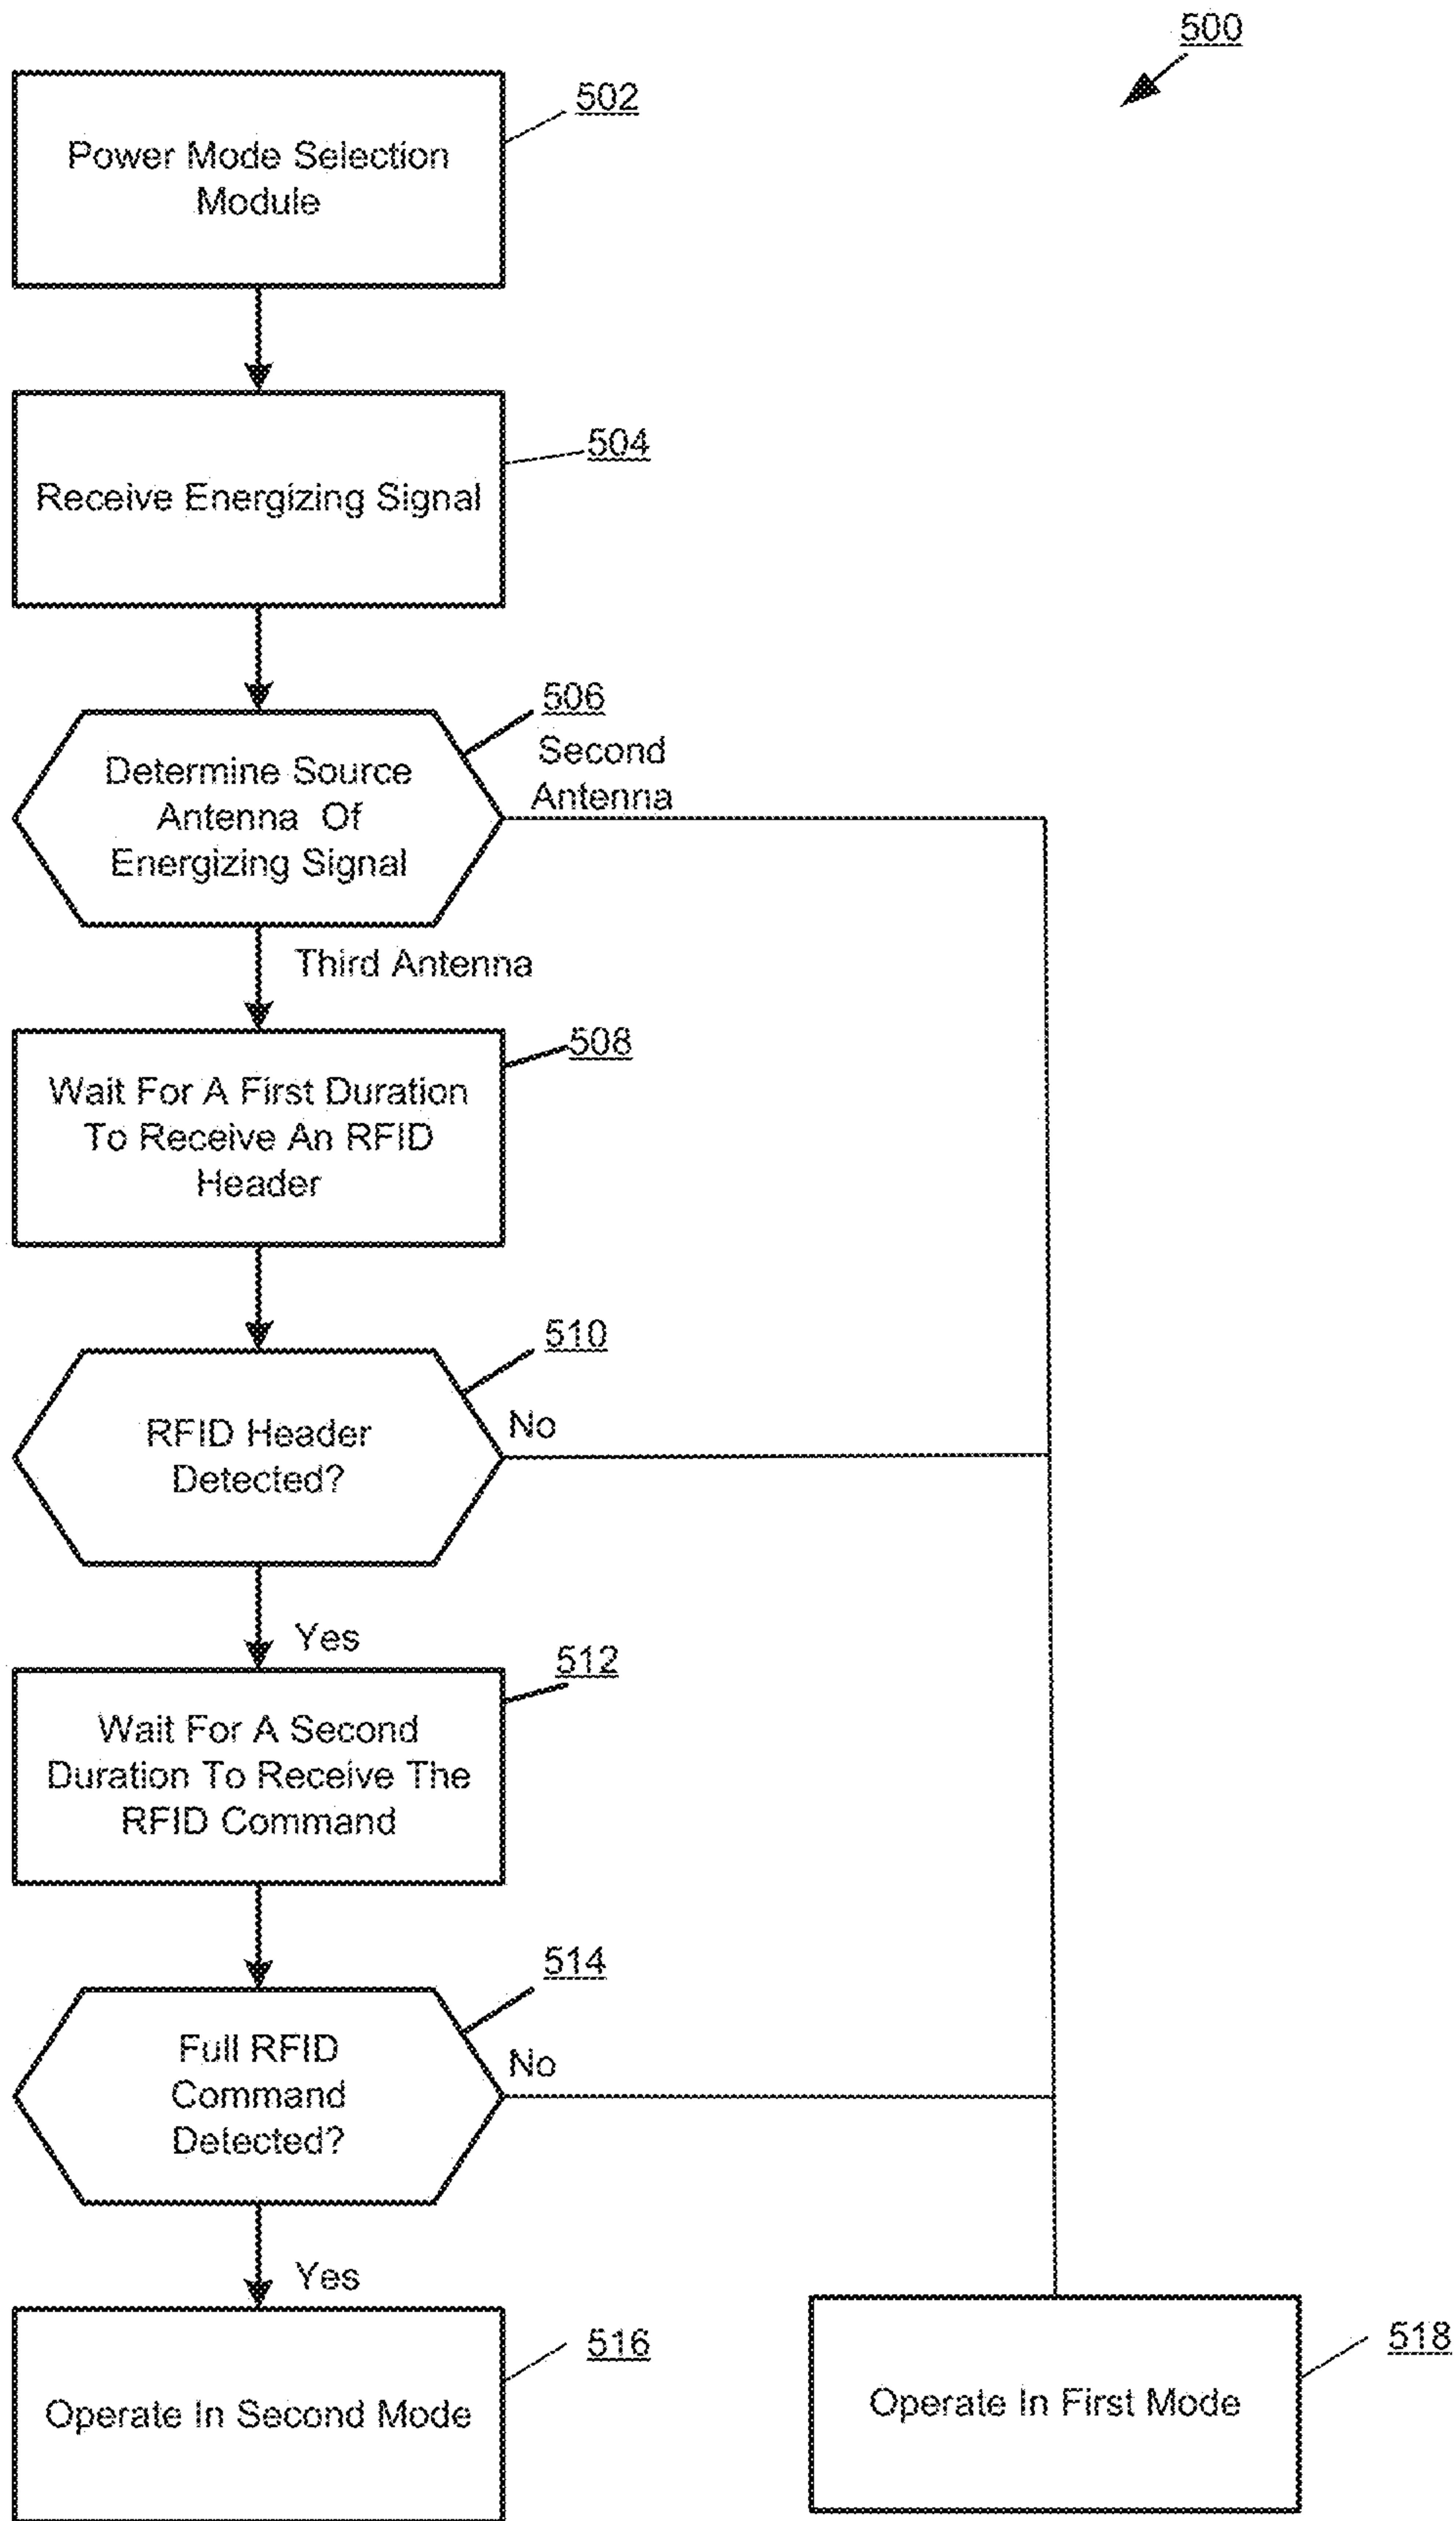 500
502
Power Mode Selection
Module
504
Receive Energizing Signal
506
Determine Source
Antenna Of
Energizing Signal
Second
Antenna
Third Antenna
508
Wait For A First Duration
To Receive An RFID
Header
510
RFID Header
Detected?
No
Yes
512
Wait For A Second
Duration To Receive The
RFID Command
514
Full RFID
Command
Detected?
No
Yes
516
Operate In Second Mode
518
Operate In First Mode